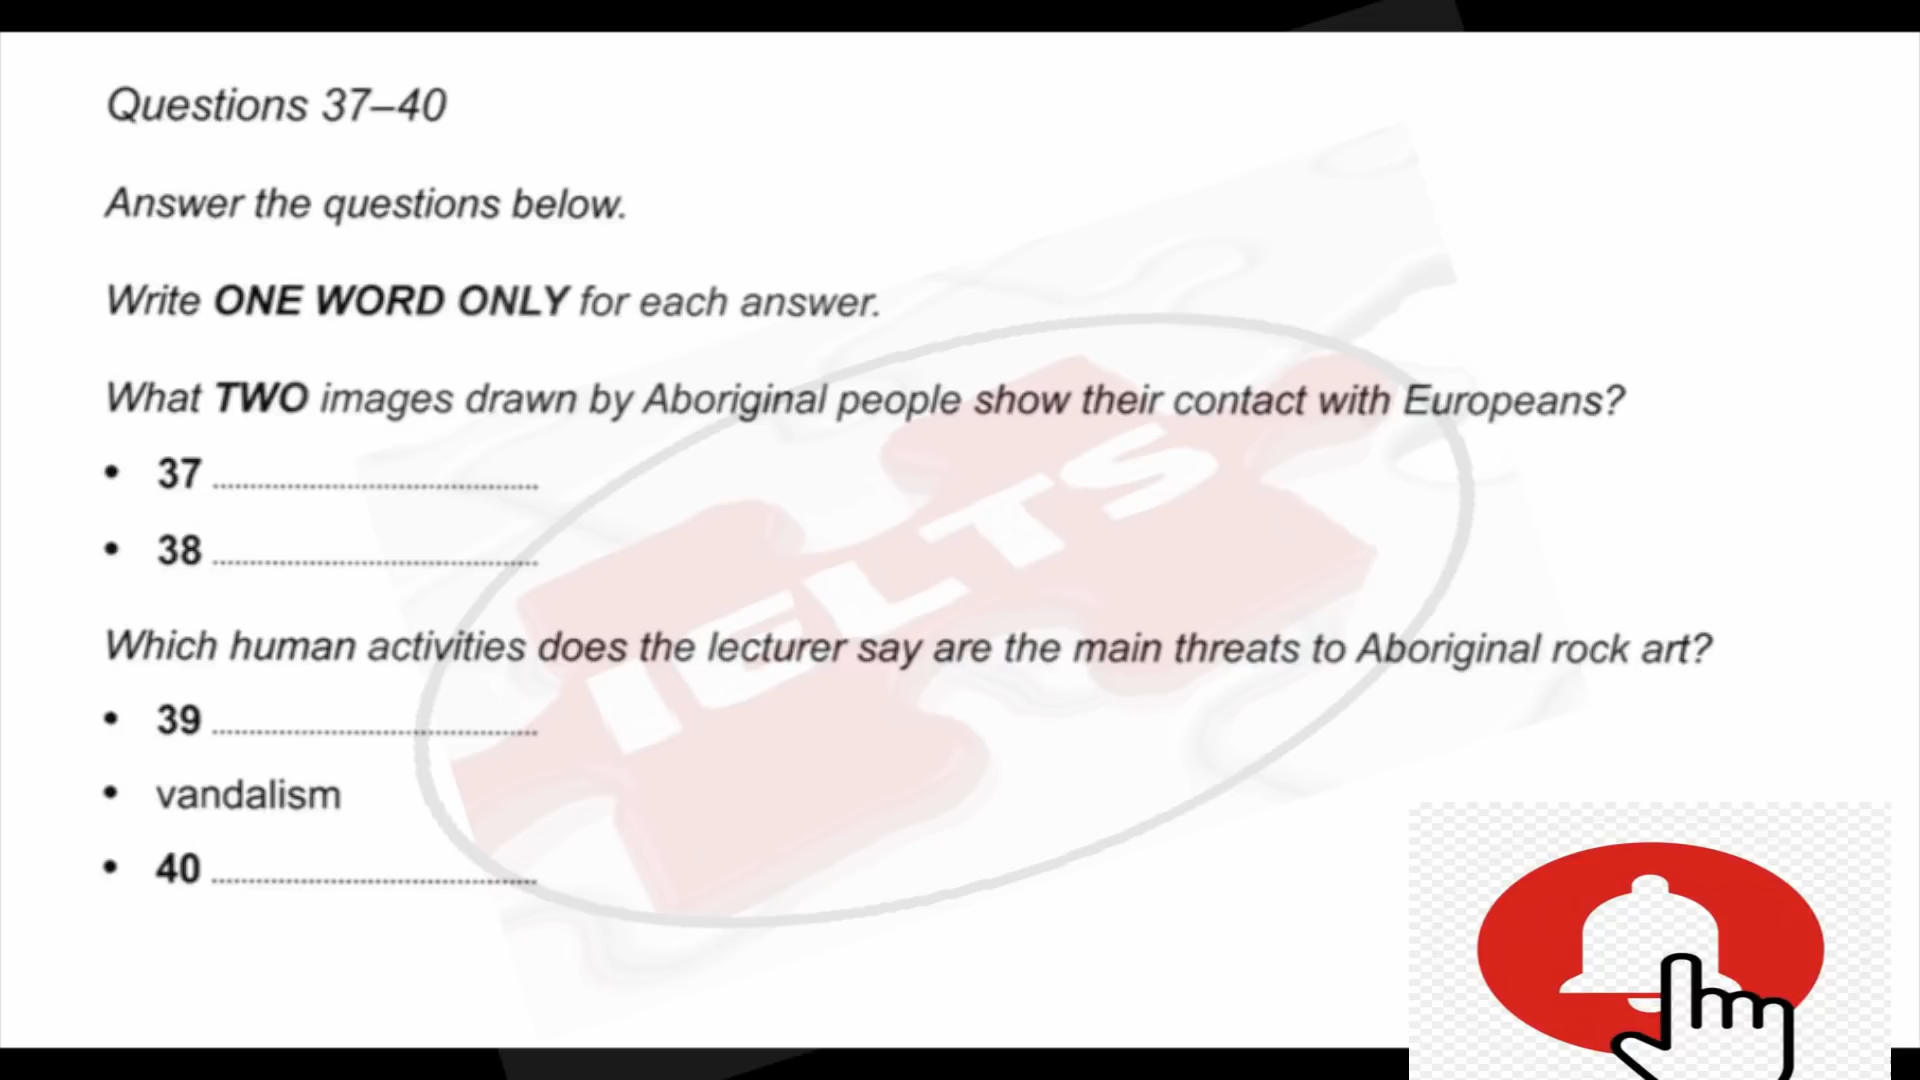 Questions 37–40
Answer the questions below.
Write ONE WORD ONLY for each answer.
What TWO images drawn by Aboriginal people show their contact with Europeans?
• 37 ........................................
• 38 ........................................
Which human activities does the lecturer say are the main threats to Aboriginal rock art?
• 39 ........................................
• vandalism
• 40 ........................................
IELTS